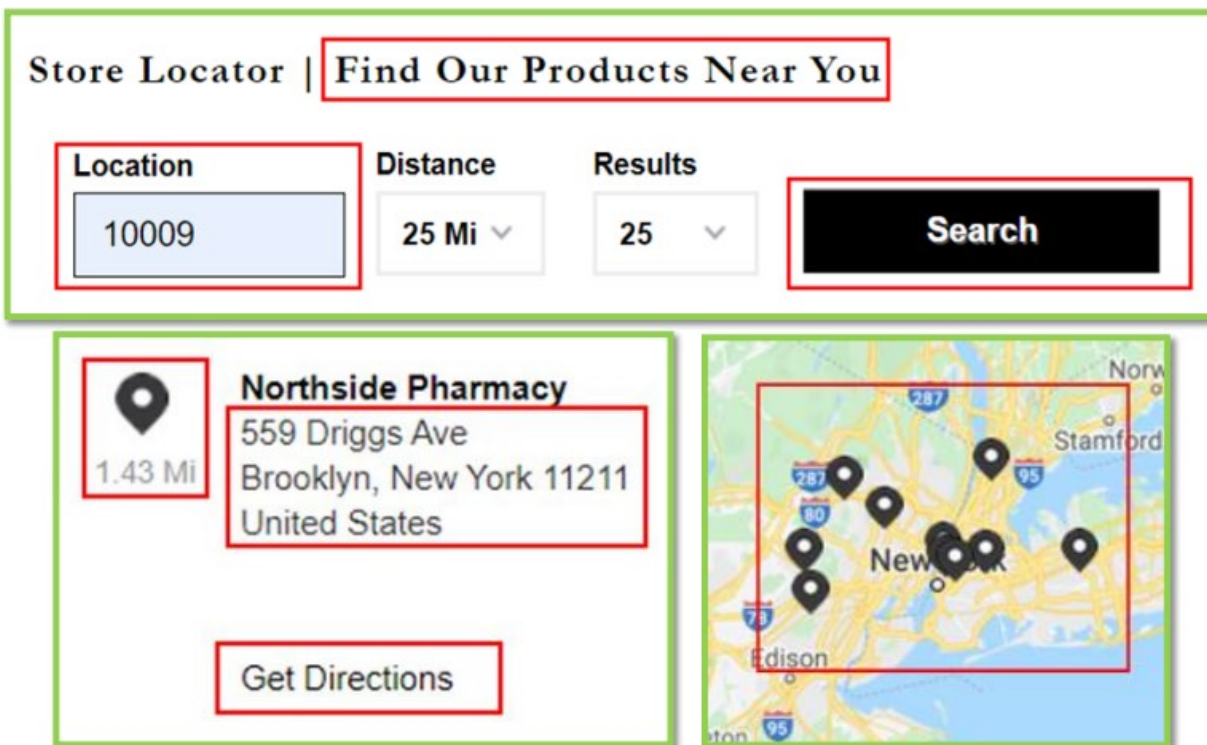 Store Locator | Find Our Products Near You
Location Distance Results
10009 25 Mi 25 Search
Northside Pharmacy
559 Driggs Ave
1.43 Mi Brooklyn, New York 11211
United States
Get Directions
Norw
287
Stamford
287 95
80
New York
78
Edison
95
ton